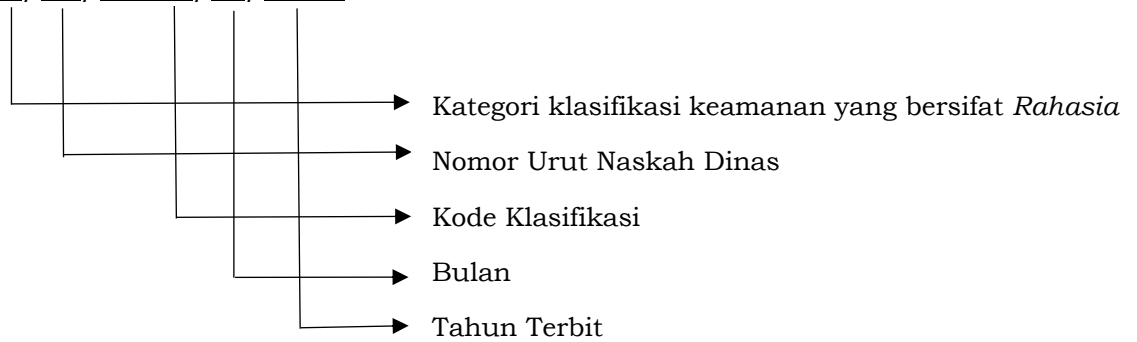 Kategori klasifikasi keamanan yang bersifat Rahasia
Nomor Urut Naskah Dinas
Kode Klasifikasi
Bulan
Tahun Terbit